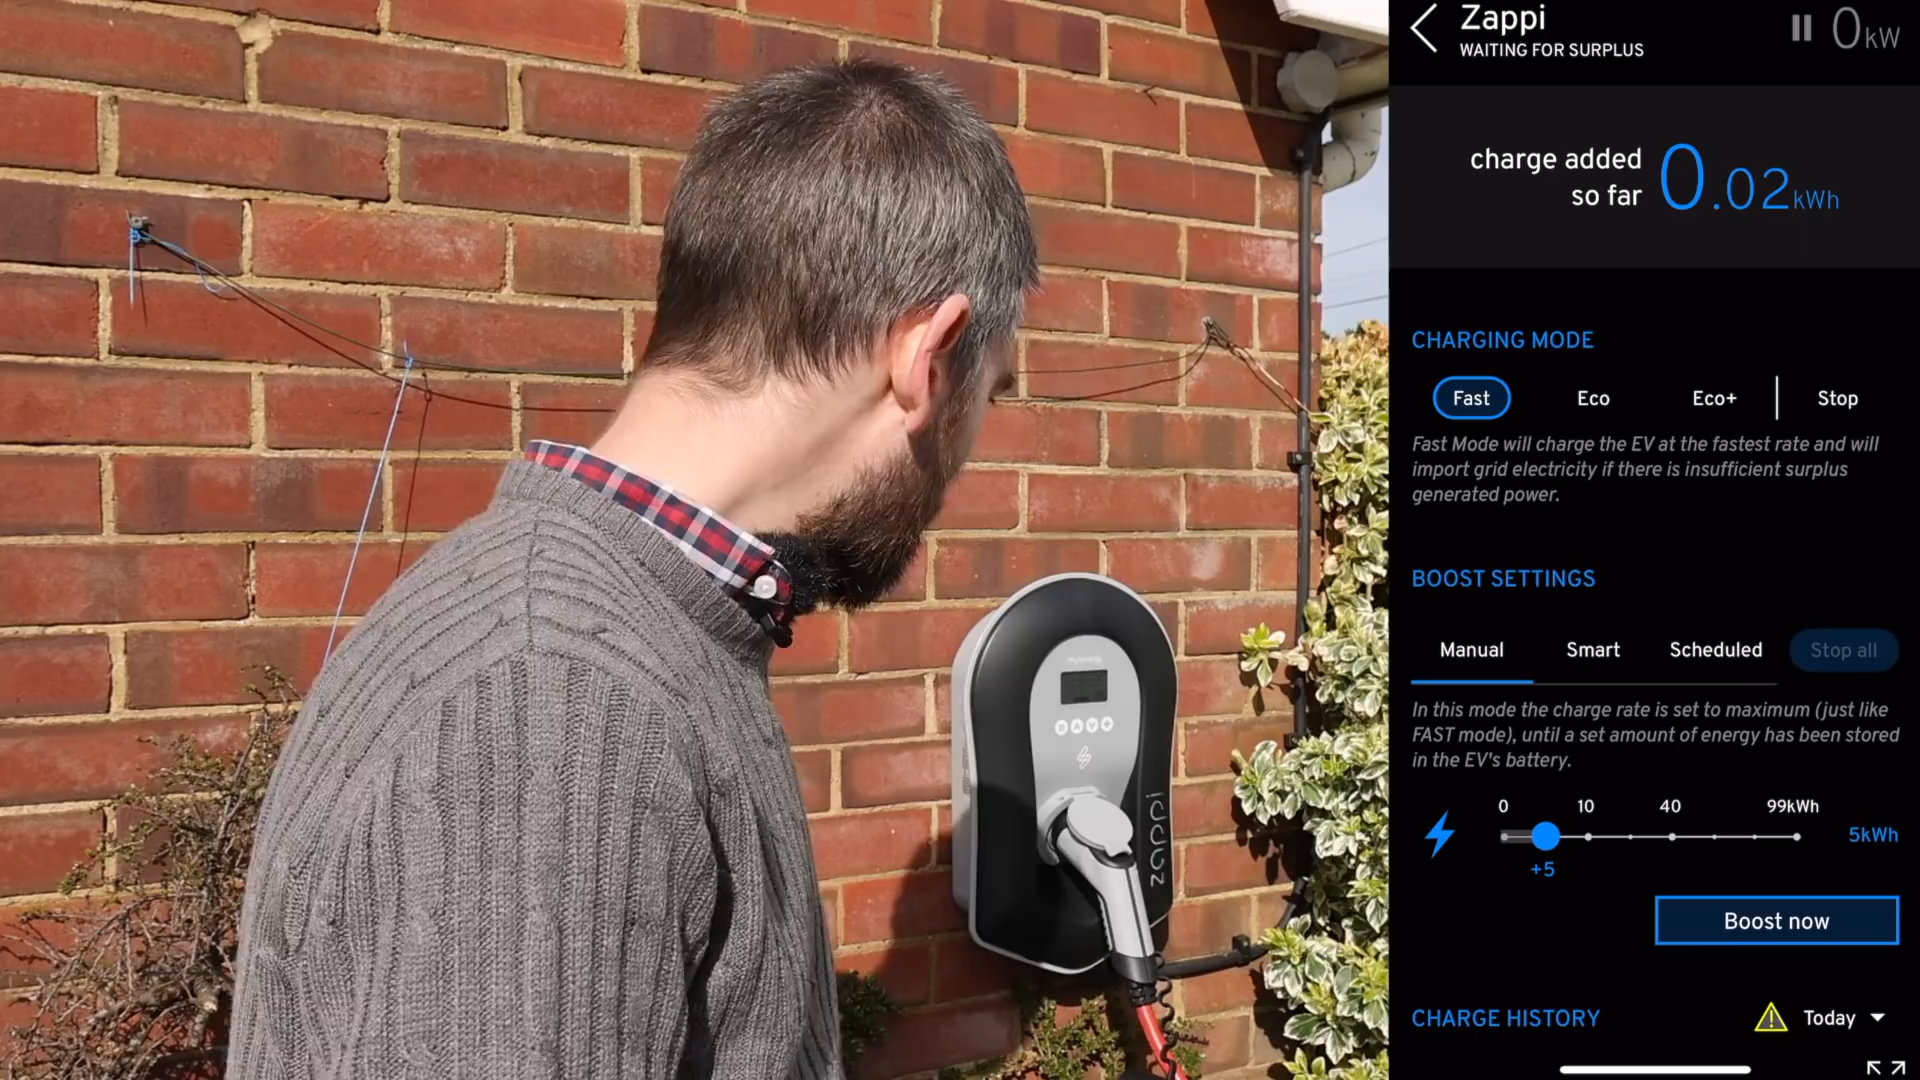 Zappi
WAITING FOR SURPLUS
0kW
charge added
so far
0.02kWh
CHARGING MODE
Fast Eco Eco+ Stop
Fast Mode will charge the EV at the fastest rate and will
import grid electricity if there is insufficient surplus
generated power.
BOOST SETTINGS
Manual Smart Scheduled Stop all
In this mode the charge rate is set to maximum (just like
FAST mode), until a set amount of energy has been stored
in the EV's battery.
0 10 40 99kWh
5kWh
+5
Boost now
CHARGE HISTORY
Today
zappi